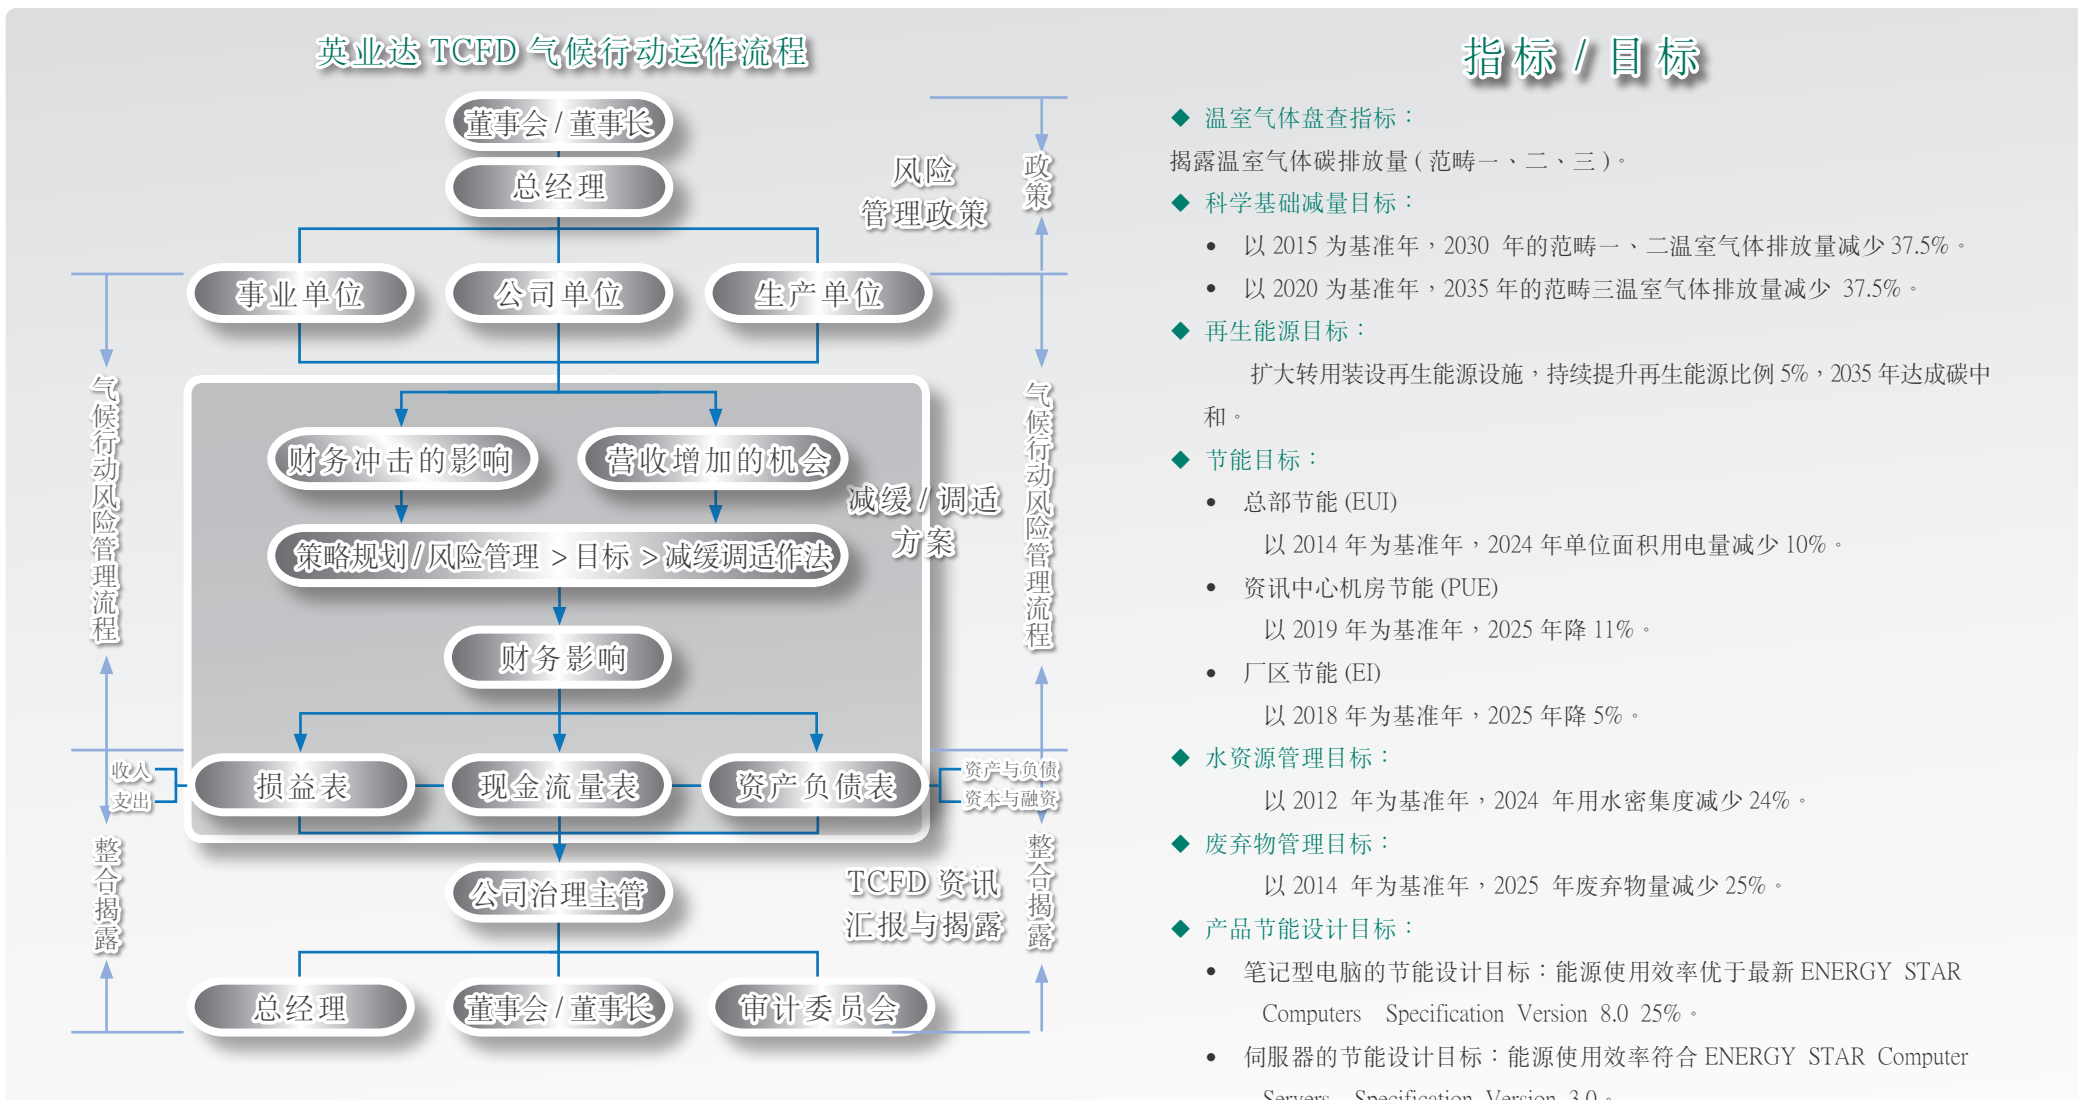 英业达 TCFD 气候行动运作流程
董事会 / 董事长
总经理
风险
管理政策
政策
事业单位
公司单位
生产单位
气候行动风险管理流程
气候行动风险管理流程
财务冲击的影响
营收增加的机会
减缓 / 调适
方案
策略规划 / 风险管理 > 目标 > 减缓调适作法
财务影响
收入
支出
损益表
现金流量表
资产负债表
资产与负债
资本与融资
整合揭露
整合揭露
公司治理主管
TCFD 资讯
汇报与揭露
总经理
董事会 / 董事长
审计委员会
指标 / 目标
◆ 温室气体盘查指标：
揭露温室气体碳排放量 ( 范畴一、二、三 )。
◆ 科学基础减量目标：
• 以 2015 为基准年，2030 年的范畴一、二温室气体排放量减少 37.5%。
• 以 2020 为基准年，2035 年的范畴三温室气体排放量减少 37.5%。
◆ 再生能源目标：
扩大转用装设再生能源设施，持续提升再生能源比例 5%，2035 年达成碳中
和。
◆ 节能目标：
• 总部节能 (EUI)
以 2014 年为基准年，2024 年单位面积用电量减少 10%。
• 资讯中心机房节能 (PUE)
以 2019 年为基准年，2025 年降 11%。
• 厂区节能 (EI)
以 2018 年为基准年，2025 年降 5%。
◆ 水资源管理目标：
以 2012 年为基准年，2024 年用水密集度减少 24%。
◆ 废弃物管理目标：
以 2014 年为基准年，2025 年废弃物量减少 25%。
◆ 产品节能设计目标：
• 笔记型电脑的节能设计目标：能源使用效率优于最新 ENERGY STAR
Computers Specification Version 8.0 25%。
• 伺服器的节能设计目标：能源使用效率符合 ENERGY STAR Computer
Servers Specification Version 3.0。